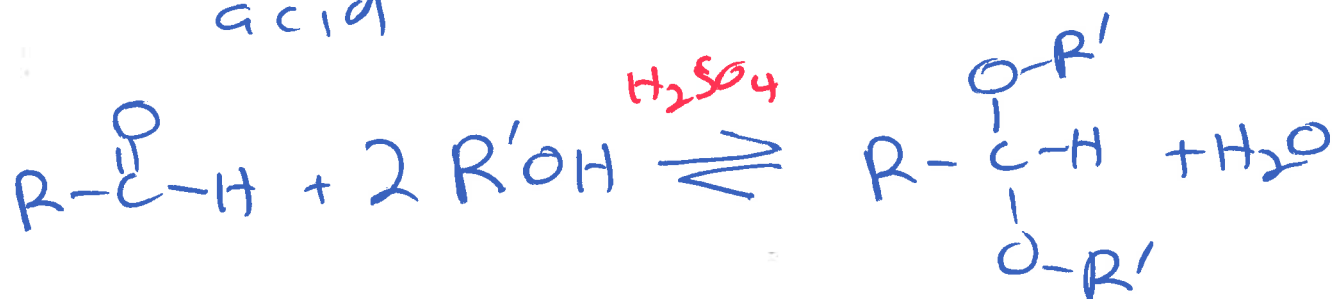 acid
H₂SO₄
O O-R'
R-C-H + 2 R'OH ⇌ R-C-H + H₂O
O-R'